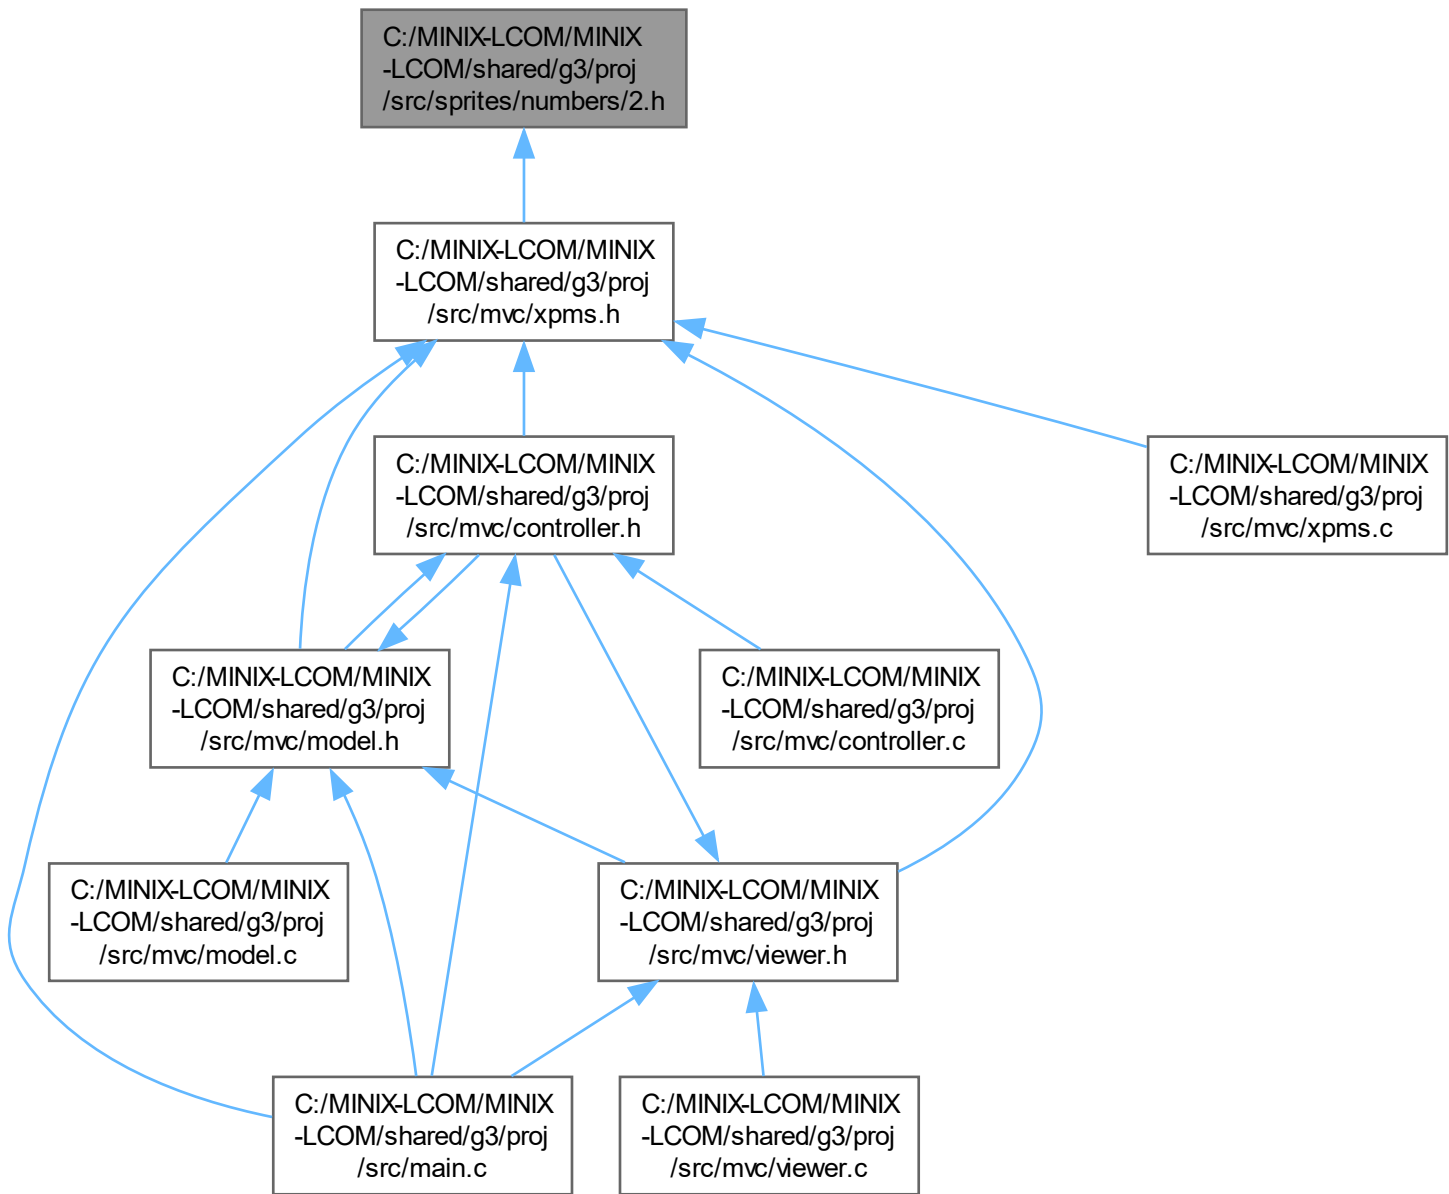 C:/MINIX-LCOM/MINIX
-LCOM/shared/g3/proj
/src/sprites/numbers/2.h
C:/MINIX-LCOM/MINIX
-LCOM/shared/g3/proj
/src/mvc/xpms.h
C:/MINIX-LCOM/MINIX
-LCOM/shared/g3/proj
/src/mvc/controller.h
C:/MINIX-LCOM/MINIX
-LCOM/shared/g3/proj
/src/mvc/xpms.c
C:/MINIX-LCOM/MINIX
-LCOM/shared/g3/proj
/src/mvc/model.h
C:/MINIX-LCOM/MINIX
-LCOM/shared/g3/proj
/src/mvc/controller.c
C:/MINIX-LCOM/MINIX
-LCOM/shared/g3/proj
/src/mvc/model.c
C:/MINIX-LCOM/MINIX
-LCOM/shared/g3/proj
/src/mvc/viewer.h
C:/MINIX-LCOM/MINIX
-LCOM/shared/g3/proj
/src/main.c
C:/MINIX-LCOM/MINIX
-LCOM/shared/g3/proj
/src/mvc/viewer.c